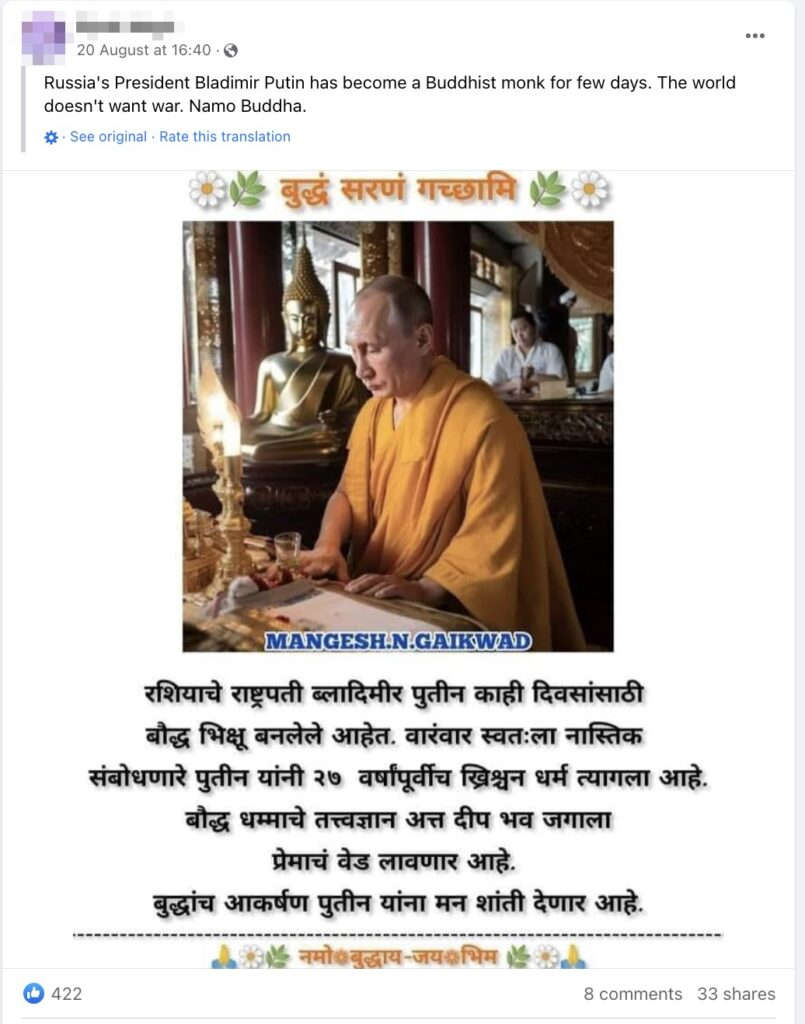 20 August at 16:40 ·
Russia's President Bladimir Putin has become a Buddhist monk for few days. The world
doesn't want war. Namo Buddha.
· See original · Rate this translation
बुद्धं सरणं गच्छामि
MANGESH.N.GAIKWAD
रशियाचे राष्ट्रपती ब्लादिमीर पुतीन काही दिवसांसाठी
बौद्ध भिक्षू बनलेले आहेत. वारंवार स्वतःला नास्तिक
संबोधणारे पुतीन यांनी २७ वर्षांपूर्वीच ख्रिश्चन धर्म त्यागला आहे.
बौद्ध धम्माचे तत्त्वज्ञान अत्त दीप भव जगाला
प्रेमाचं वेड लावणार आहे.
बुद्धांच आकर्षण पुतीन यांना मन शांती देणार आहे.
नमो🌼बुद्धाय-जय🌼भिम
422
8 comments 33 shares